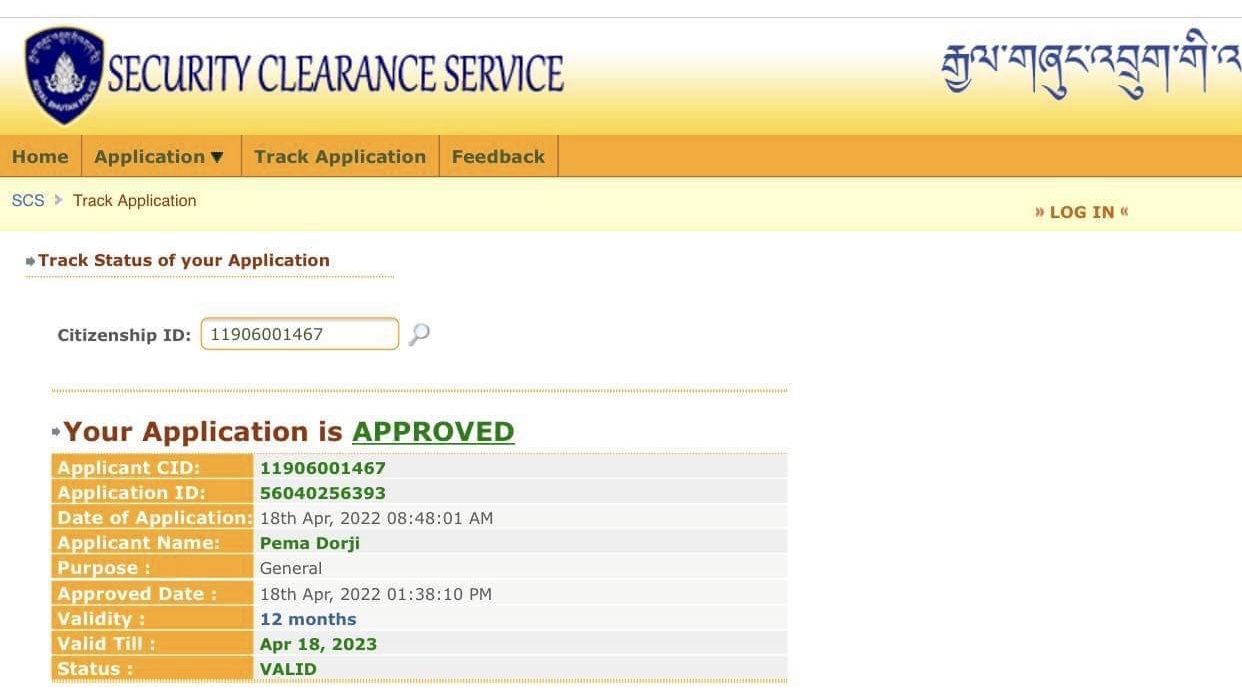 SECURITY CLEARANCE SERVICE
རྒྱལ་གཞུང་འབྲུག་གི་འ
ROYAL BHUTAN POLICE
Home Application ▼ Track Application Feedback
SCS > Track Application
» LOG IN «
Track Status of your Application
Citizenship ID: 11906001467
Your Application is APPROVED
Applicant CID: 11906001467
Application ID: 56040256393
Date of Application: 18th Apr, 2022 08:48:01 AM
Applicant Name: Pema Dorji
Purpose : General
Approved Date : 18th Apr, 2022 01:38:10 PM
Validity : 12 months
Valid Till : Apr 18, 2023
Status : VALID